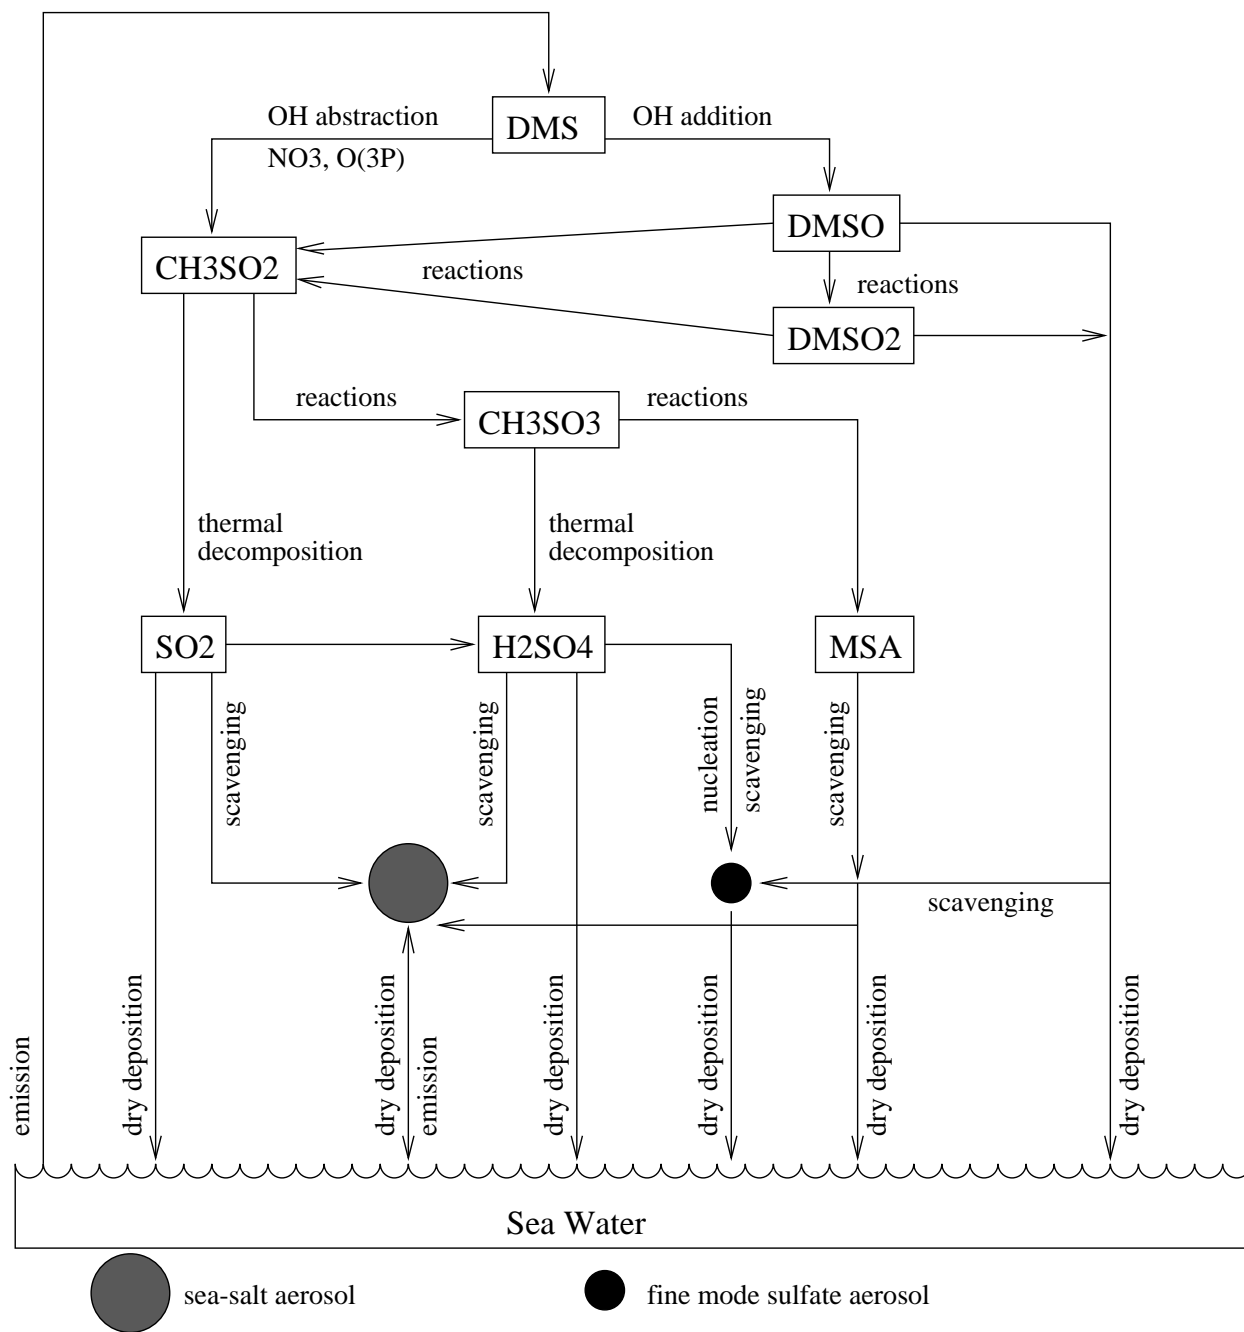 OH abstraction
DMS
OH addition
NO3, O(3P)
DMSO
CH3SO2
reactions
reactions
DMSO2
reactions
CH3SO3
reactions
thermal
decomposition
thermal
decomposition
SO2
H2SO4
MSA
scavenging
scavenging
nucleation
scavenging
scavenging
scavenging
emission
dry deposition
dry deposition
emission
dry deposition
dry deposition
dry deposition
dry deposition
Sea Water
sea-salt aerosol
fine mode sulfate aerosol